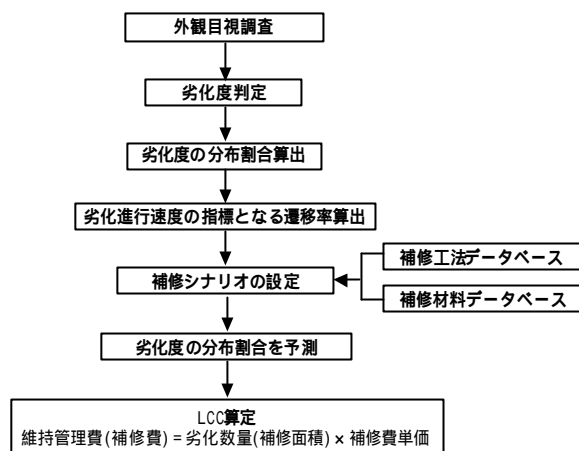 外観目視調査
劣化度判定
劣化度の分布割合算出
劣化進行速度の指標となる遷移率算出
補修シナリオの設定
補修工法データベース
補修材料データベース
劣化度の分布割合を予測
LCC算定
維持管理費(補修費)=劣化数量(補修面積)×補修費単価